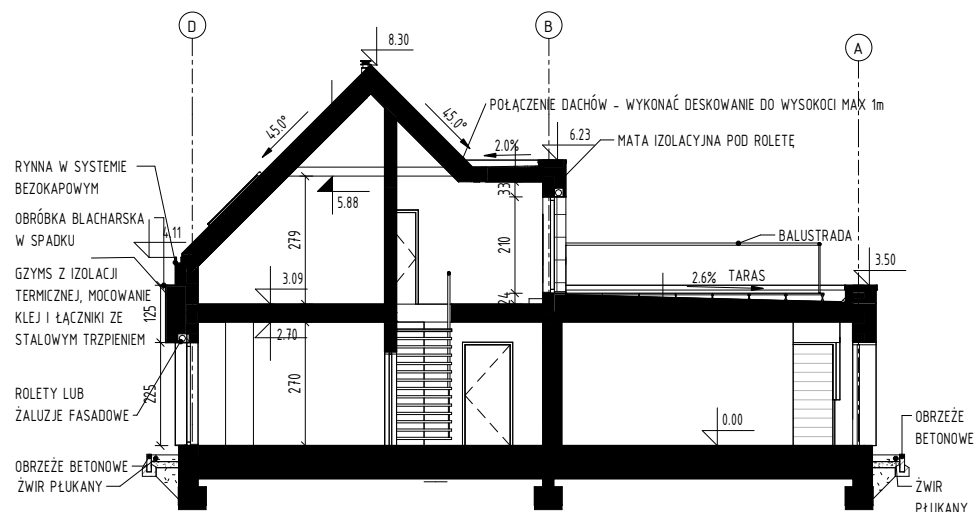 D
B
A
8.30
45.0°
45.0°
POŁĄCZENIE DACHÓW - WYKONAĆ DESKOWANIE DO WYSOKOCI MAX 1m
2.0%
6.23
MATA IZOLACYJNA POD ROLETĘ
RYNNA W SYSTEMIE
BEZOKAPOWYM
OBRÓBKA BLACHARSKA
W SPADKU
4.11
5.88
33
279
210
BALUSTRADA
GZYMS Z IZOLACJI
TERMICZNEJ, MOCOWANIE
KLEJ I ŁĄCZNIKI ZE
STALOWYM TRZPIENIEM
125
3.09
24
2.6%
TARAS
3.50
2.70
270
225
ROLETY LUB
ŻALUZJE FASADOWE
0.00
OBRZEŻE
BETONOWE
OBRZEŻE BETONOWE
ŻWIR PŁUKANY
ŻWIR
PŁUKANY